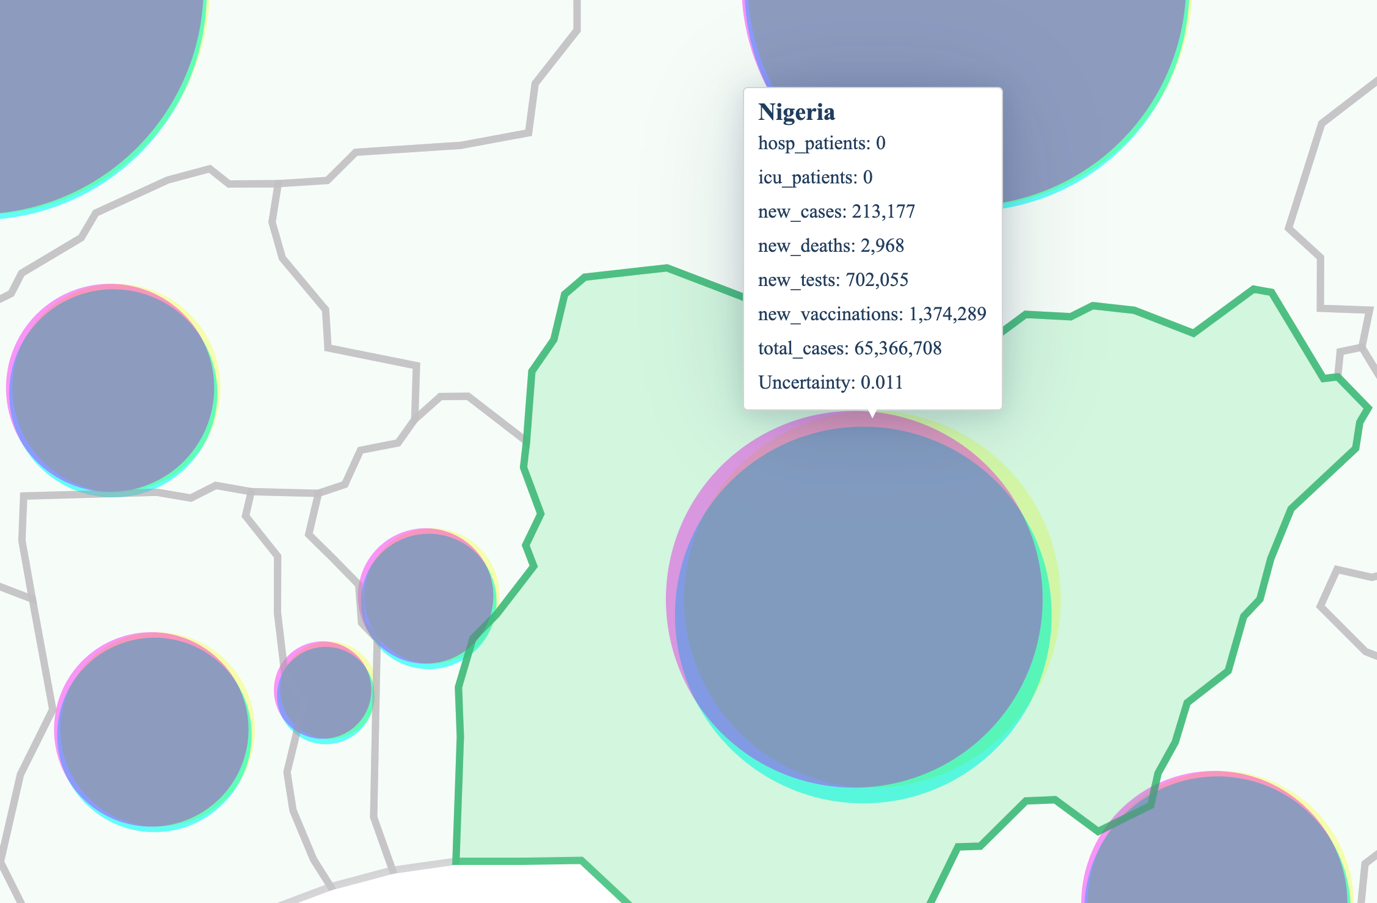 Nigeria
hosp_patients: 0
icu_patients: 0
new_cases: 213,177
new_deaths: 2,968
new_tests: 702,055
new_vaccinations: 1,374,289
total_cases: 65,366,708
Uncertainty: 0.011